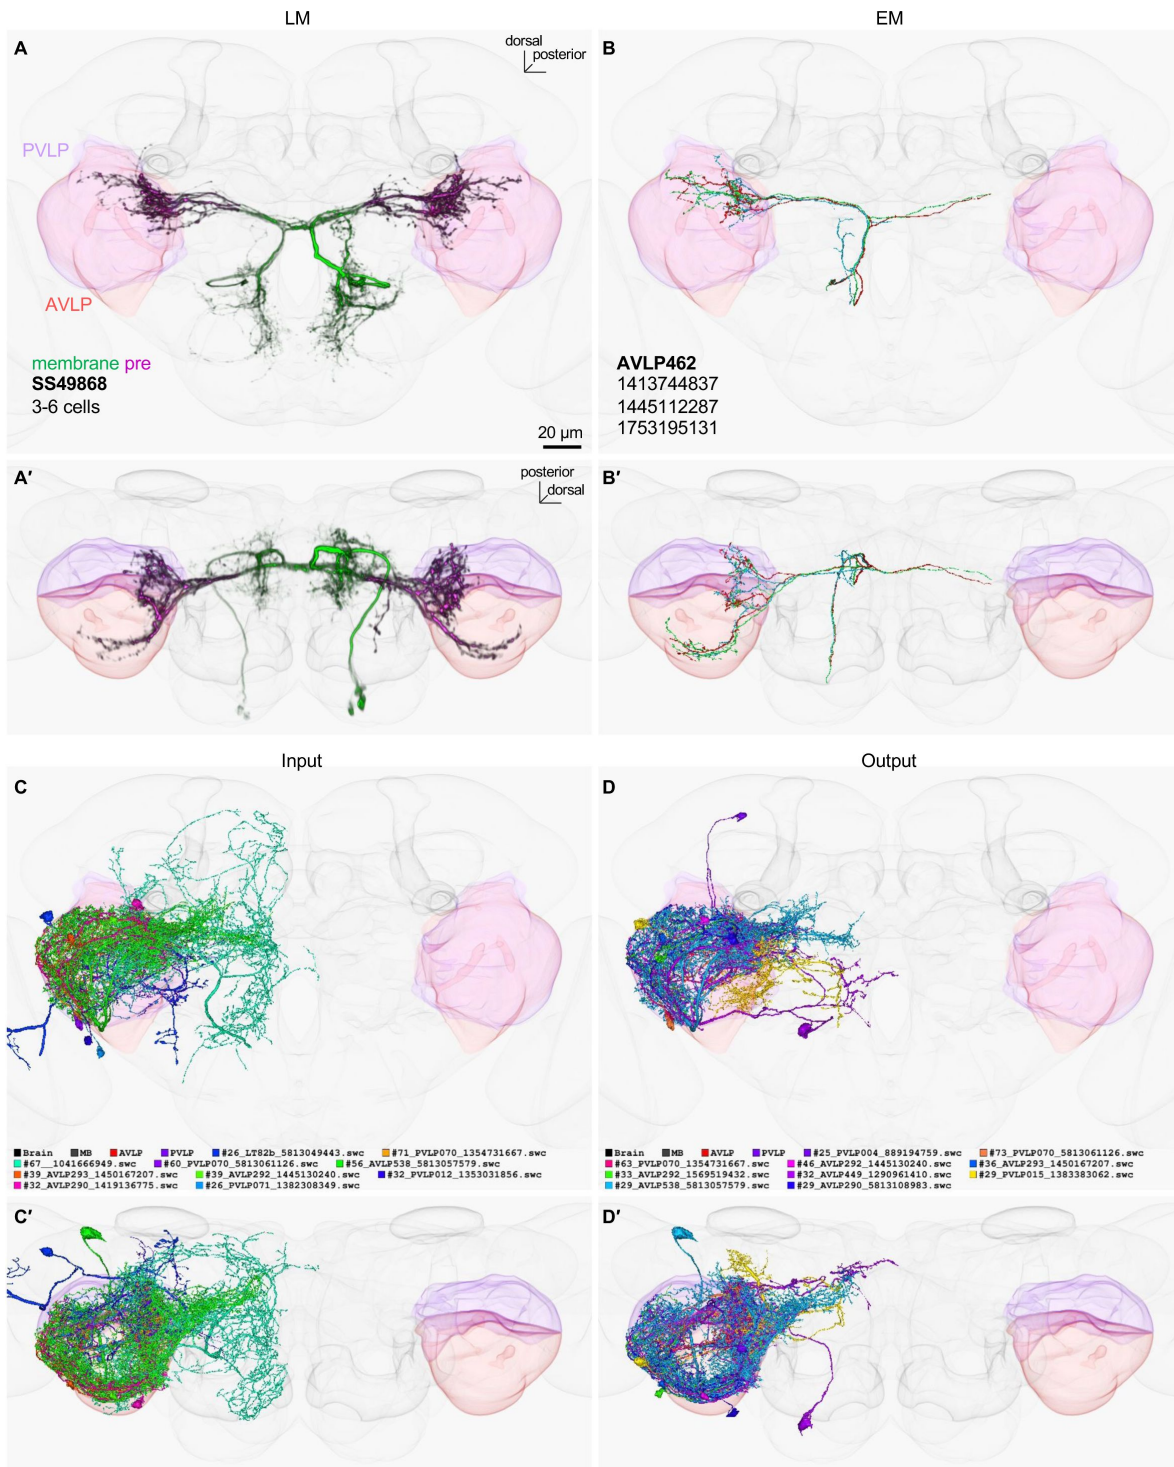 LM
EM
A
dorsal
posterior
PVLP
AVLP
membrane pre
SS49868
3-6 cells
20 µm
B
AVLP462
1413744837
1445112287
1753195131
A′
posterior
dorsal
B′
Input
Output
C
Brain MB AVLP PVLP #26_LT82b_5813049443.swc #71_PVLP070_1354731667.swc
#67__1041666949.swc #60_PVLP070_5813061126.swc #56_AVLP538_5813057579.swc
#39_AVLP293_1450167207.swc #39_AVLP292_1445130240.swc #32_PVLP012_1353031856.swc
#32_AVLP290_1419136775.swc #26_PVLP071_1382308349.swc
D
Brain MB AVLP PVLP #25_PVLP004_889194759.swc #73_PVLP070_5813061126.swc
#63_PVLP070_1354731667.swc #46_AVLP292_1445130240.swc #36_AVLP293_1450167207.swc
#33_AVLP292_1569519432.swc #32_AVLP449_1290961410.swc #29_PVLP015_1383383062.swc
#29_AVLP538_5813057579.swc #29_AVLP290_5813108983.swc
C′
D′